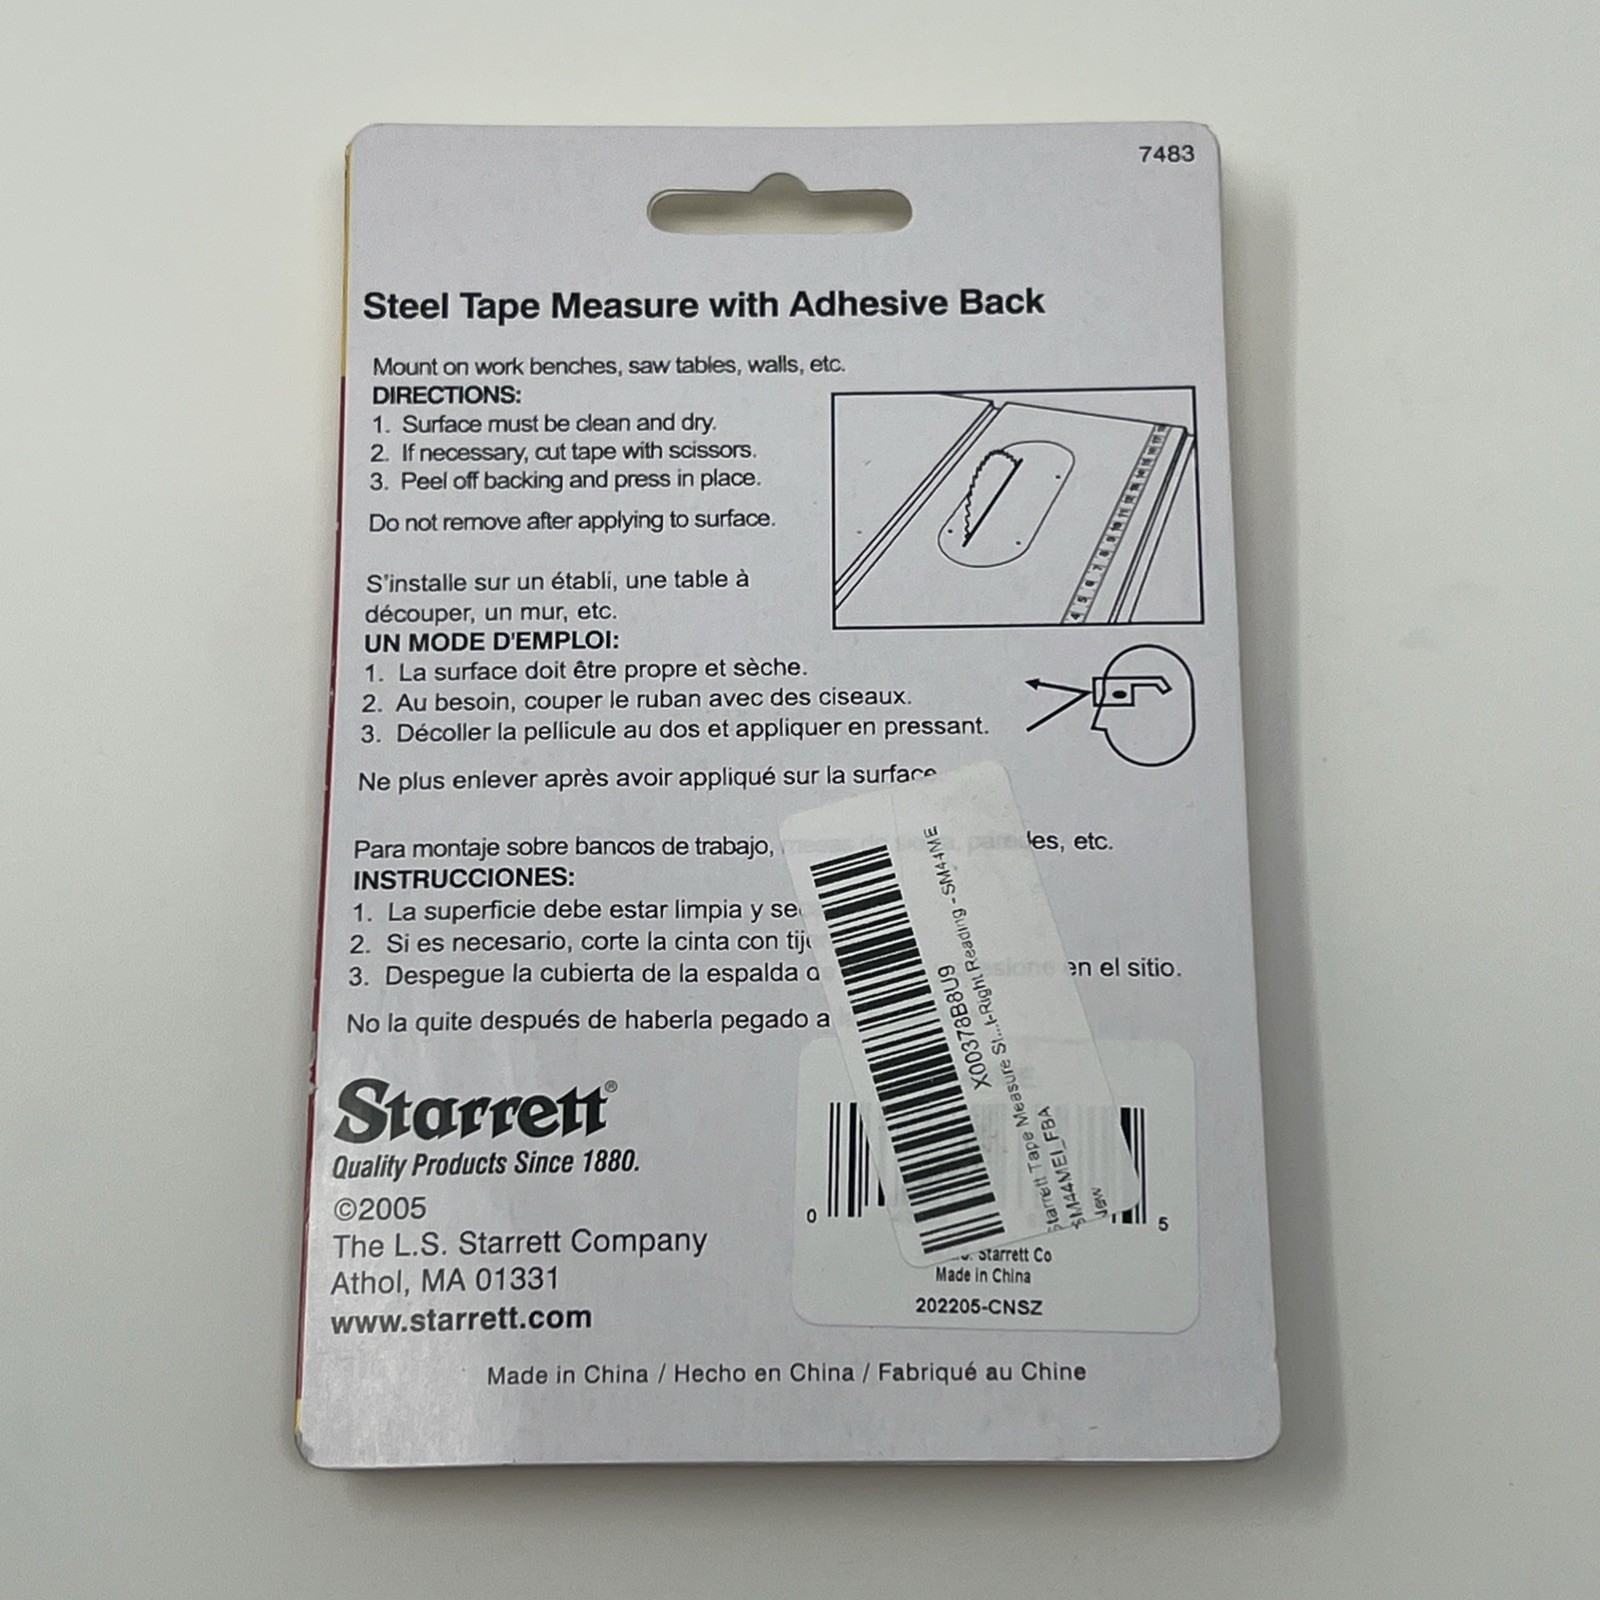 7483
Steel Tape Measure with Adhesive Back
Mount on work benches, saw tables, walls, etc.
DIRECTIONS:
1. Surface must be clean and dry.
2. If necessary, cut tape with scissors.
3. Peel off backing and press in place.
Do not remove after applying to surface.
S'installe sur un établi, une table à
découper, un mur, etc.
UN MODE D'EMPLOI:
1. La surface doit être propre et sèche.
2. Au besoin, couper le ruban avec des ciseaux.
3. Décoller la pellicule au dos et appliquer en pressant.
Ne plus enlever après avoir appliqué sur la surface
Para montaje sobre bancos de trabajo, etc.
INSTRUCCIONES:
1. La superficie debe estar limpia y
2. Si es necesario, corte la cinta con
3. Despegue la cubierta de la espalda en el sitio.
No la quite después de haberla pegado a
X00378B8U9
Starrett Tape Measure St...t-Right Reading - SM44ME
SM44MEI_FBA
New
Starrett®
Quality Products Since 1880.
©2005
The L.S. Starrett Company
Athol, MA 01331
www.starrett.com
0 5
Starrett Co
Made in China
202205-CNSZ
Made in China / Hecho en China / Fabriqué au Chine